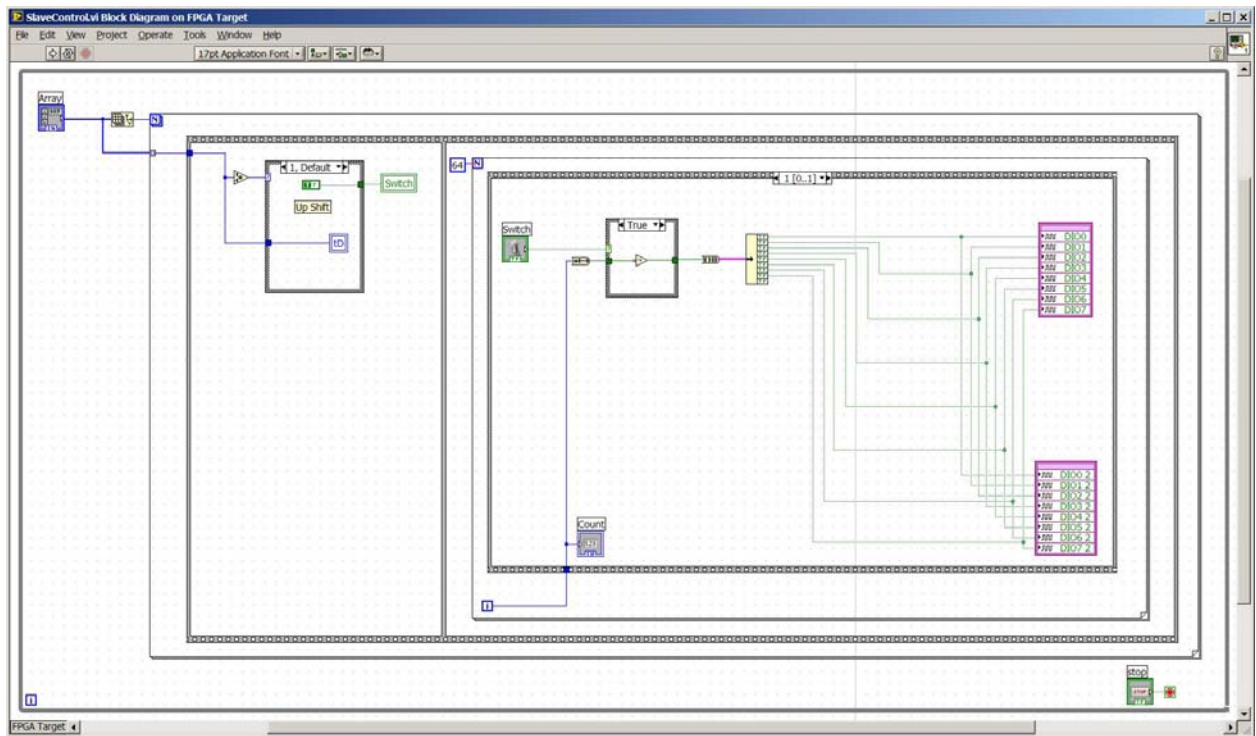 SlaveControl.vi Block Diagram on FPGA Target
File Edit View Project Operate Tools Window Help
17pt Application Font
Array
N
1, Default
Switch
Up Shift
tD
64 N
1 [0..1]
Switch
True
DIO0
DIO1
DIO2
DIO3
DIO4
DIO5
DIO6
DIO7
DIO0 2
DIO1 2
DIO2 2
DIO3 2
DIO4 2
DIO5 2
DIO6 2
DIO7 2
Count
i
stop
STOP
i
FPGA Target